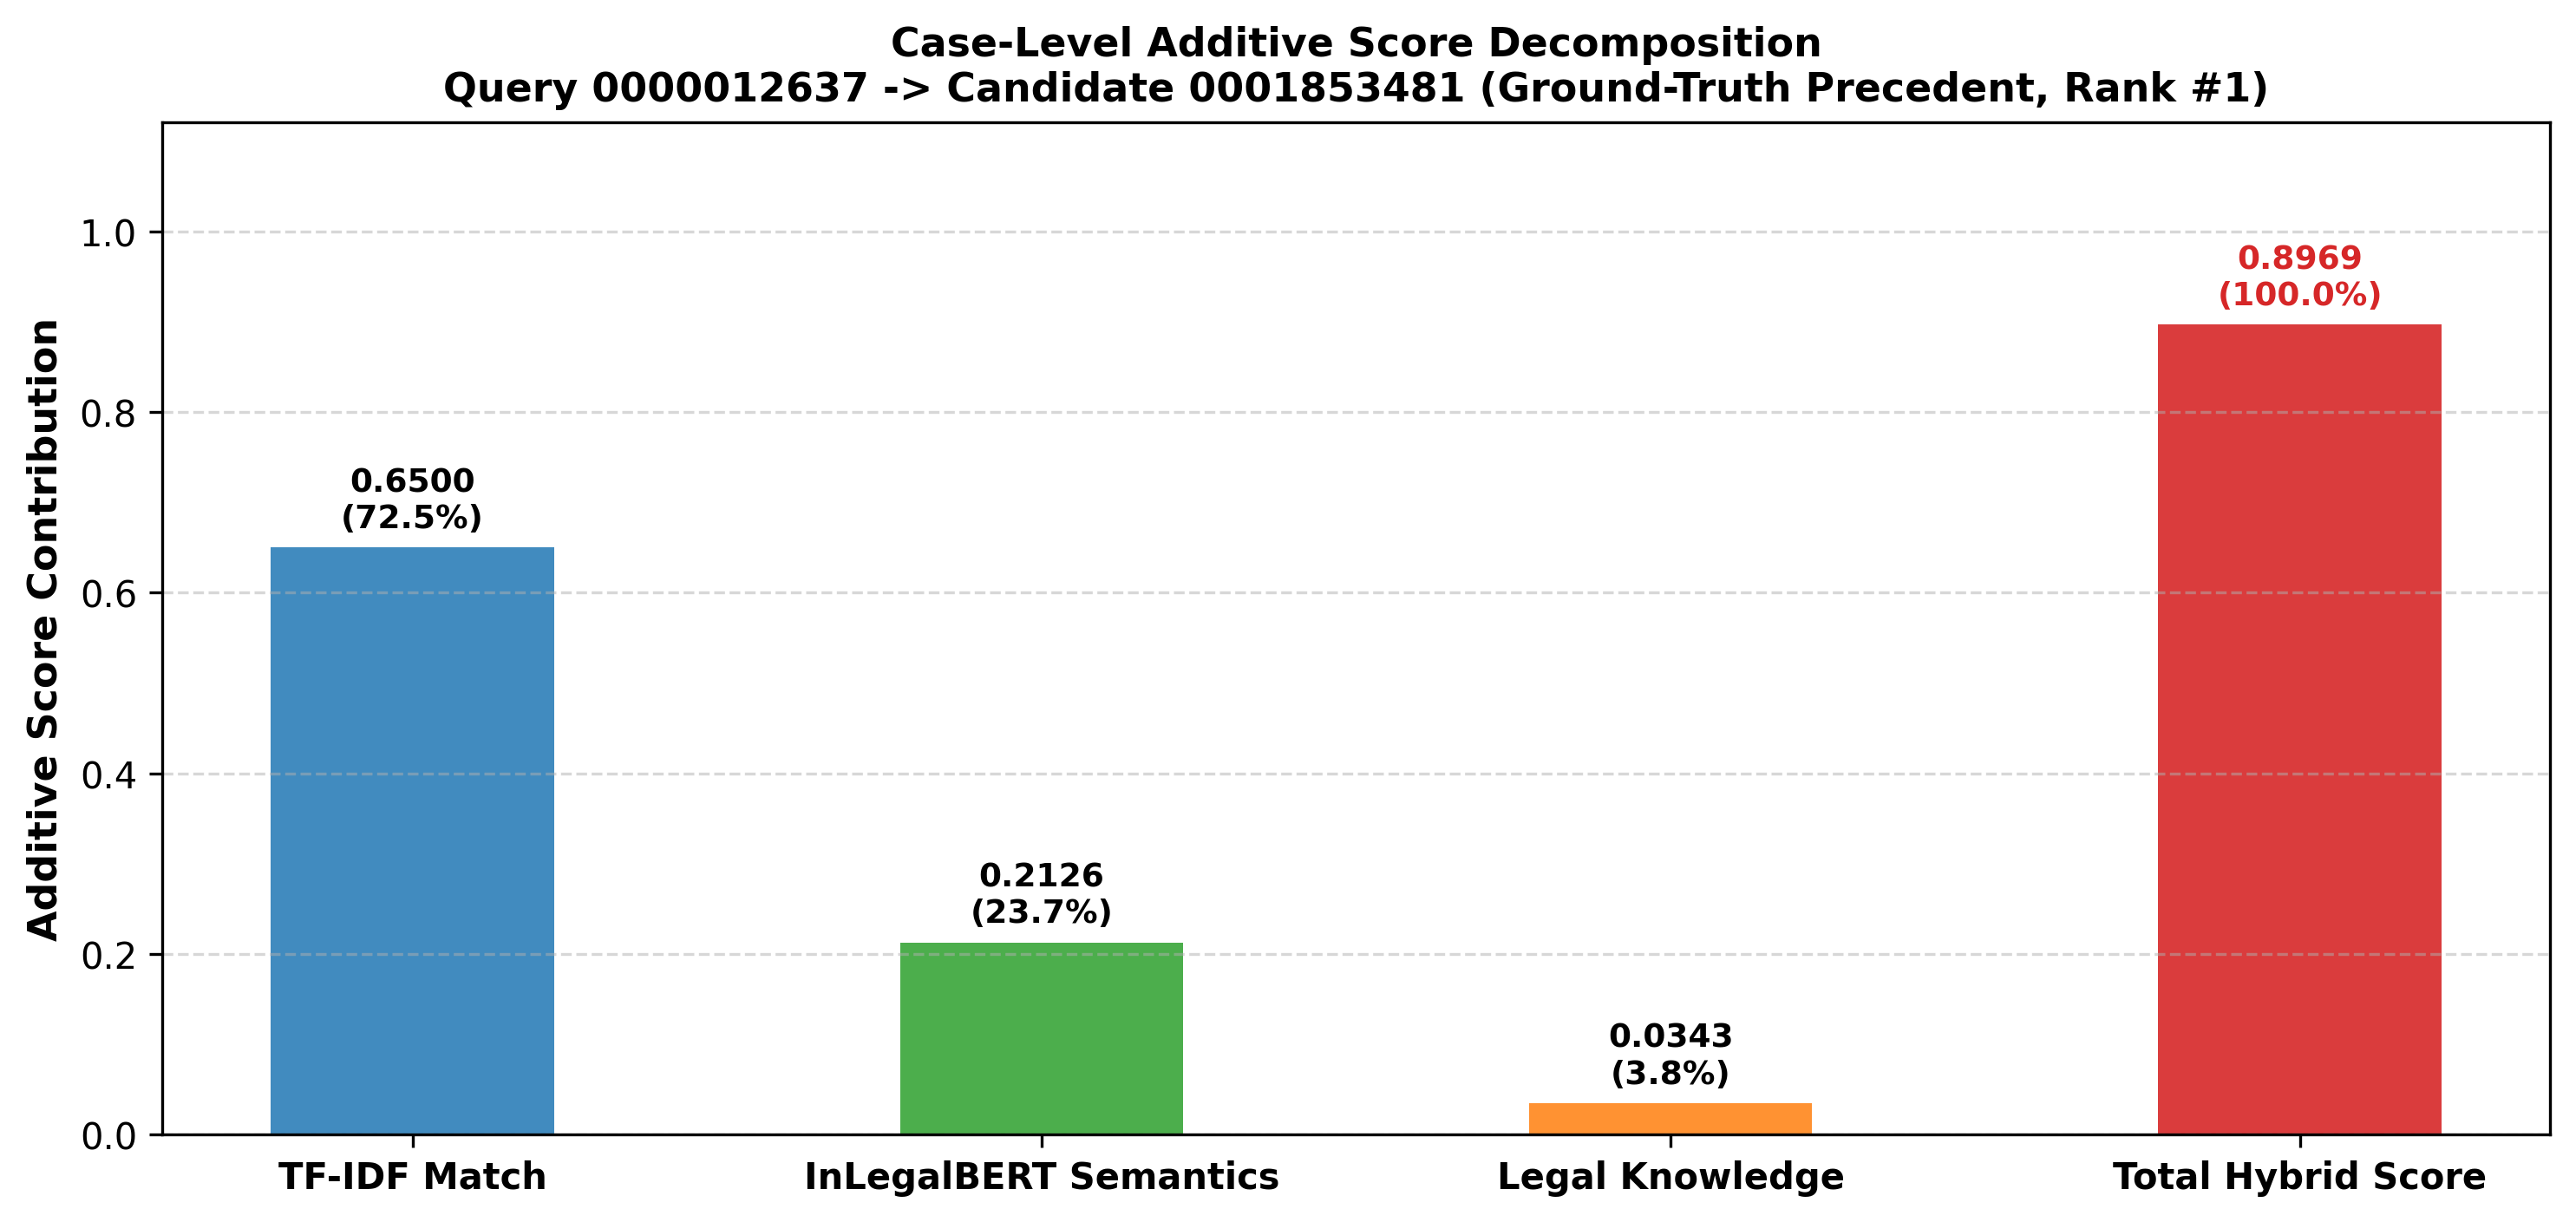 Case-Level Additive Score Decomposition
Query 0000012637 -> Candidate 0001853481 (Ground-Truth Precedent, Rank #1)
Additive Score Contribution
1.0
0.8
0.6
0.4
0.2
0.0
0.6500
(72.5%)
0.2126
(23.7%)
0.0343
(3.8%)
0.8969
(100.0%)
TF-IDF Match
InLegalBERT Semantics
Legal Knowledge
Total Hybrid Score